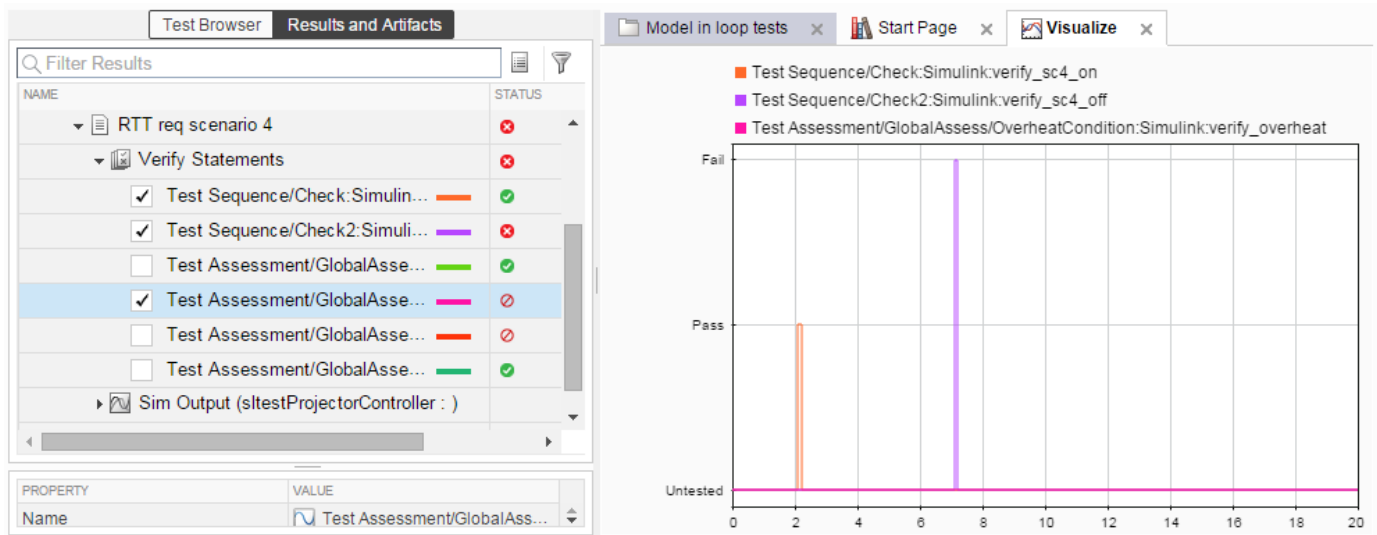 Test Browser Results and Artifacts
Filter Results
NAME STATUS
RTT req scenario 4
Verify Statements
Test Sequence/Check:Simulin...
Test Sequence/Check2:Simuli...
Test Assessment/GlobalAsse...
Test Assessment/GlobalAsse...
Test Assessment/GlobalAsse...
Test Assessment/GlobalAsse...
Sim Output (sltestProjectorController : )
PROPERTY VALUE
Name Test Assessment/GlobalAss...
Model in loop tests Start Page Visualize
Test Sequence/Check:Simulink:verify_sc4_on
Test Sequence/Check2:Simulink:verify_sc4_off
Test Assessment/GlobalAssess/OverheatCondition:Simulink:verify_overheat
Fail
Pass
Untested
0 2 4 6 8 10 12 14 16 18 20